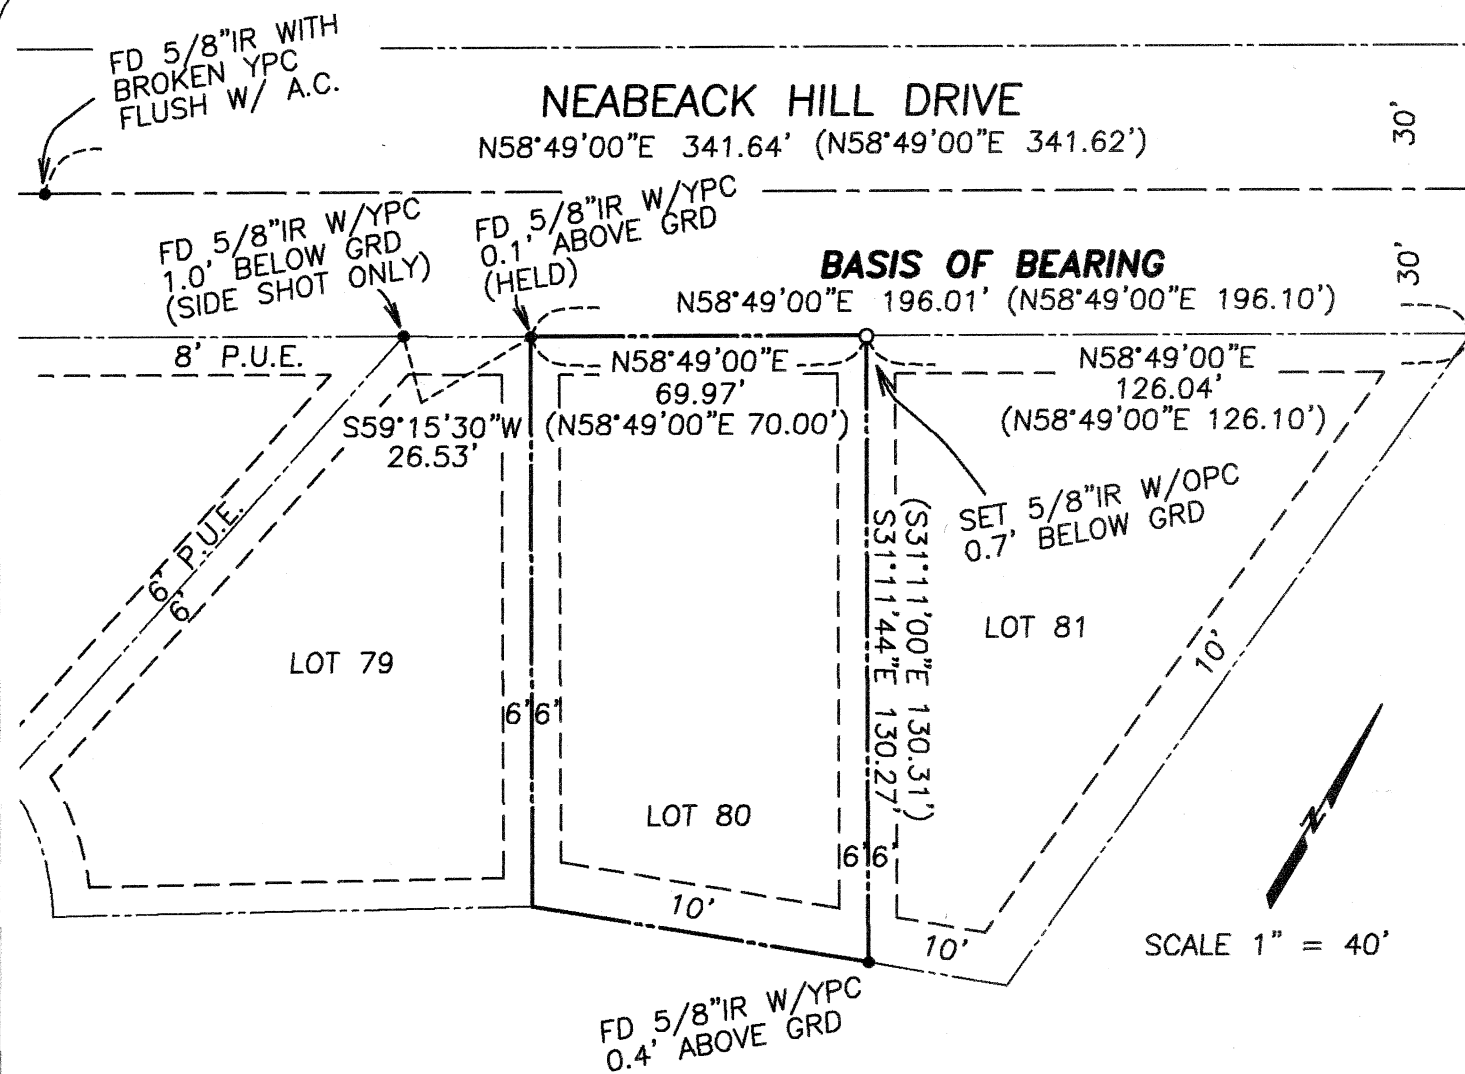 FD 5/8"IR WITH
BROKEN YPC
FLUSH W/ A.C.
NEABEACK HILL DRIVE
N58°49'00"E 341.64' (N58°49'00"E 341.62')
30'
FD 5/8"IR W/YPC
1.0' BELOW GRD
(SIDE SHOT ONLY)
FD 5/8"IR W/YPC
0.1' ABOVE GRD
(HELD)
BASIS OF BEARING
N58°49'00"E 196.01' (N58°49'00"E 196.10')
30'
8' P.U.E.
N58°49'00"E
69.97'
(N58°49'00"E 70.00')
N58°49'00"E
126.04'
(N58°49'00"E 126.10')
S59°15'30"W
26.53'
SET 5/8"IR W/OPC
0.7' BELOW GRD
6' P.U.E.
6'
(S31°11'00"E 130.31')
S31°11'44"E 130.27'
LOT 79
LOT 81
10'
6' 6'
LOT 80
6' 6'
10'
10'
N
SCALE 1" = 40'
FD 5/8"IR W/YPC
0.4' ABOVE GRD